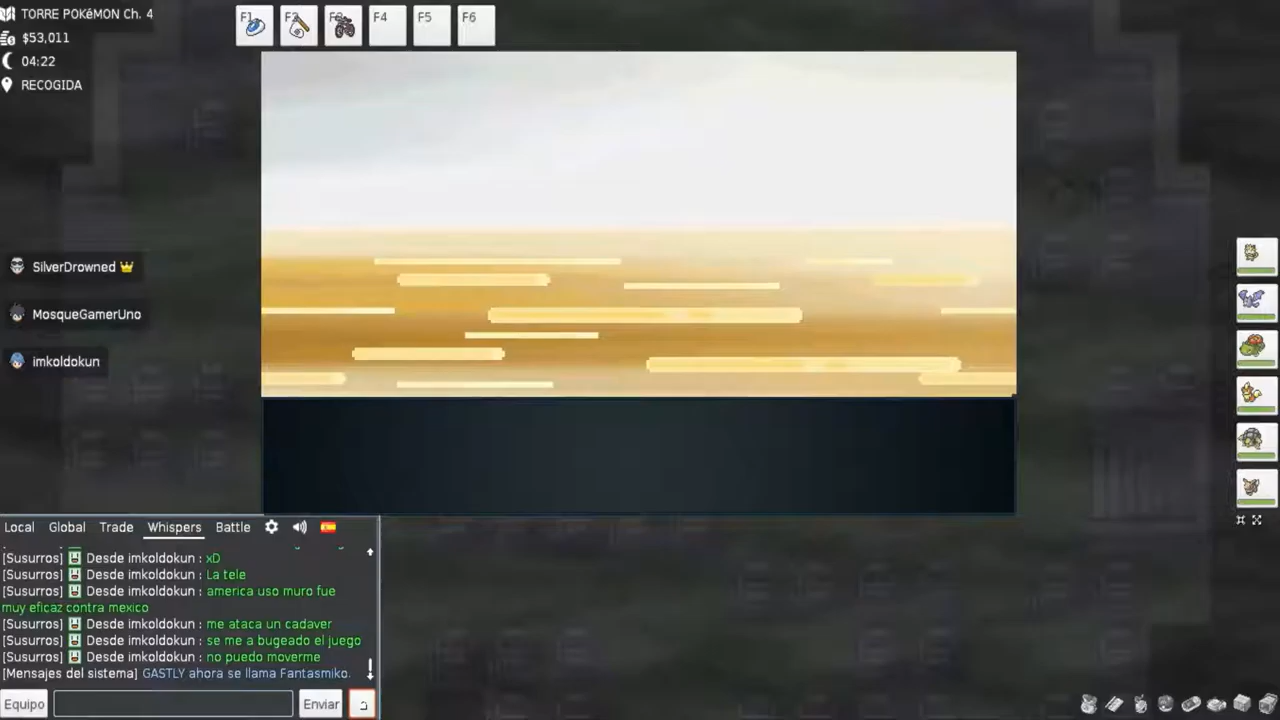 TORRE POKéMON Ch. 4
$53,011
04:22
RECOGIDA
F1
F2
F3
F4
F5
F6
SilverDrowned
MosqueGamerUno
imkoldokun
Local Global Trade Whispers Battle
[Susurros] Desde imkoldokun : xD
[Susurros] Desde imkoldokun : La tele
[Susurros] Desde imkoldokun : america uso muro fue
muy eficaz contra mexico
[Susurros] Desde imkoldokun : me ataca un cadaver
[Susurros] Desde imkoldokun : se me a bugeado el juego
[Susurros] Desde imkoldokun : no puedo moverme
[Mensajes del sistema] GASTLY ahora se llama Fantasmiko.
Equipo
Enviar